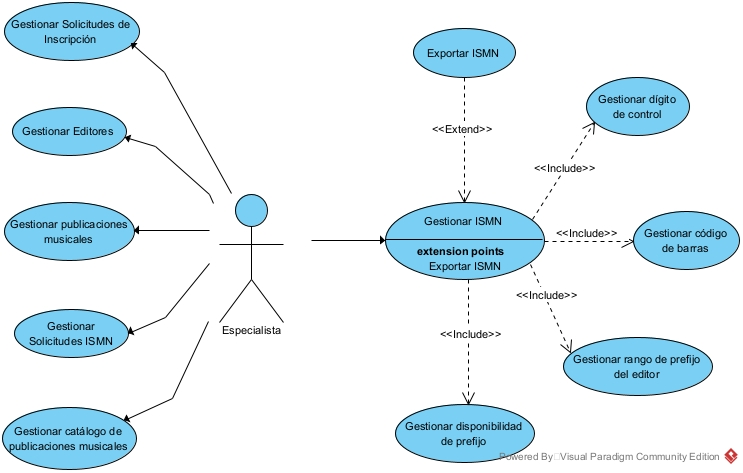 Gestionar Solicitudes de
Inscripción
Exportar ISMN
Gestionar dígito
de control
Gestionar Editores
<<Extend>>
<<Include>>
Gestionar publicaciones
musicales
Gestionar ISMN
extension points
Exportar ISMN
<<Include>>
Gestionar código
de barras
<<Include>>
Gestionar
Solicitudes ISMN
Especialista
<<Include>>
Gestionar rango de prefijo
del editor
Gestionar catálogo de
publicaciones musicales
Gestionar disponibilidad
de prefijo
Powered By Visual Paradigm Community Edition